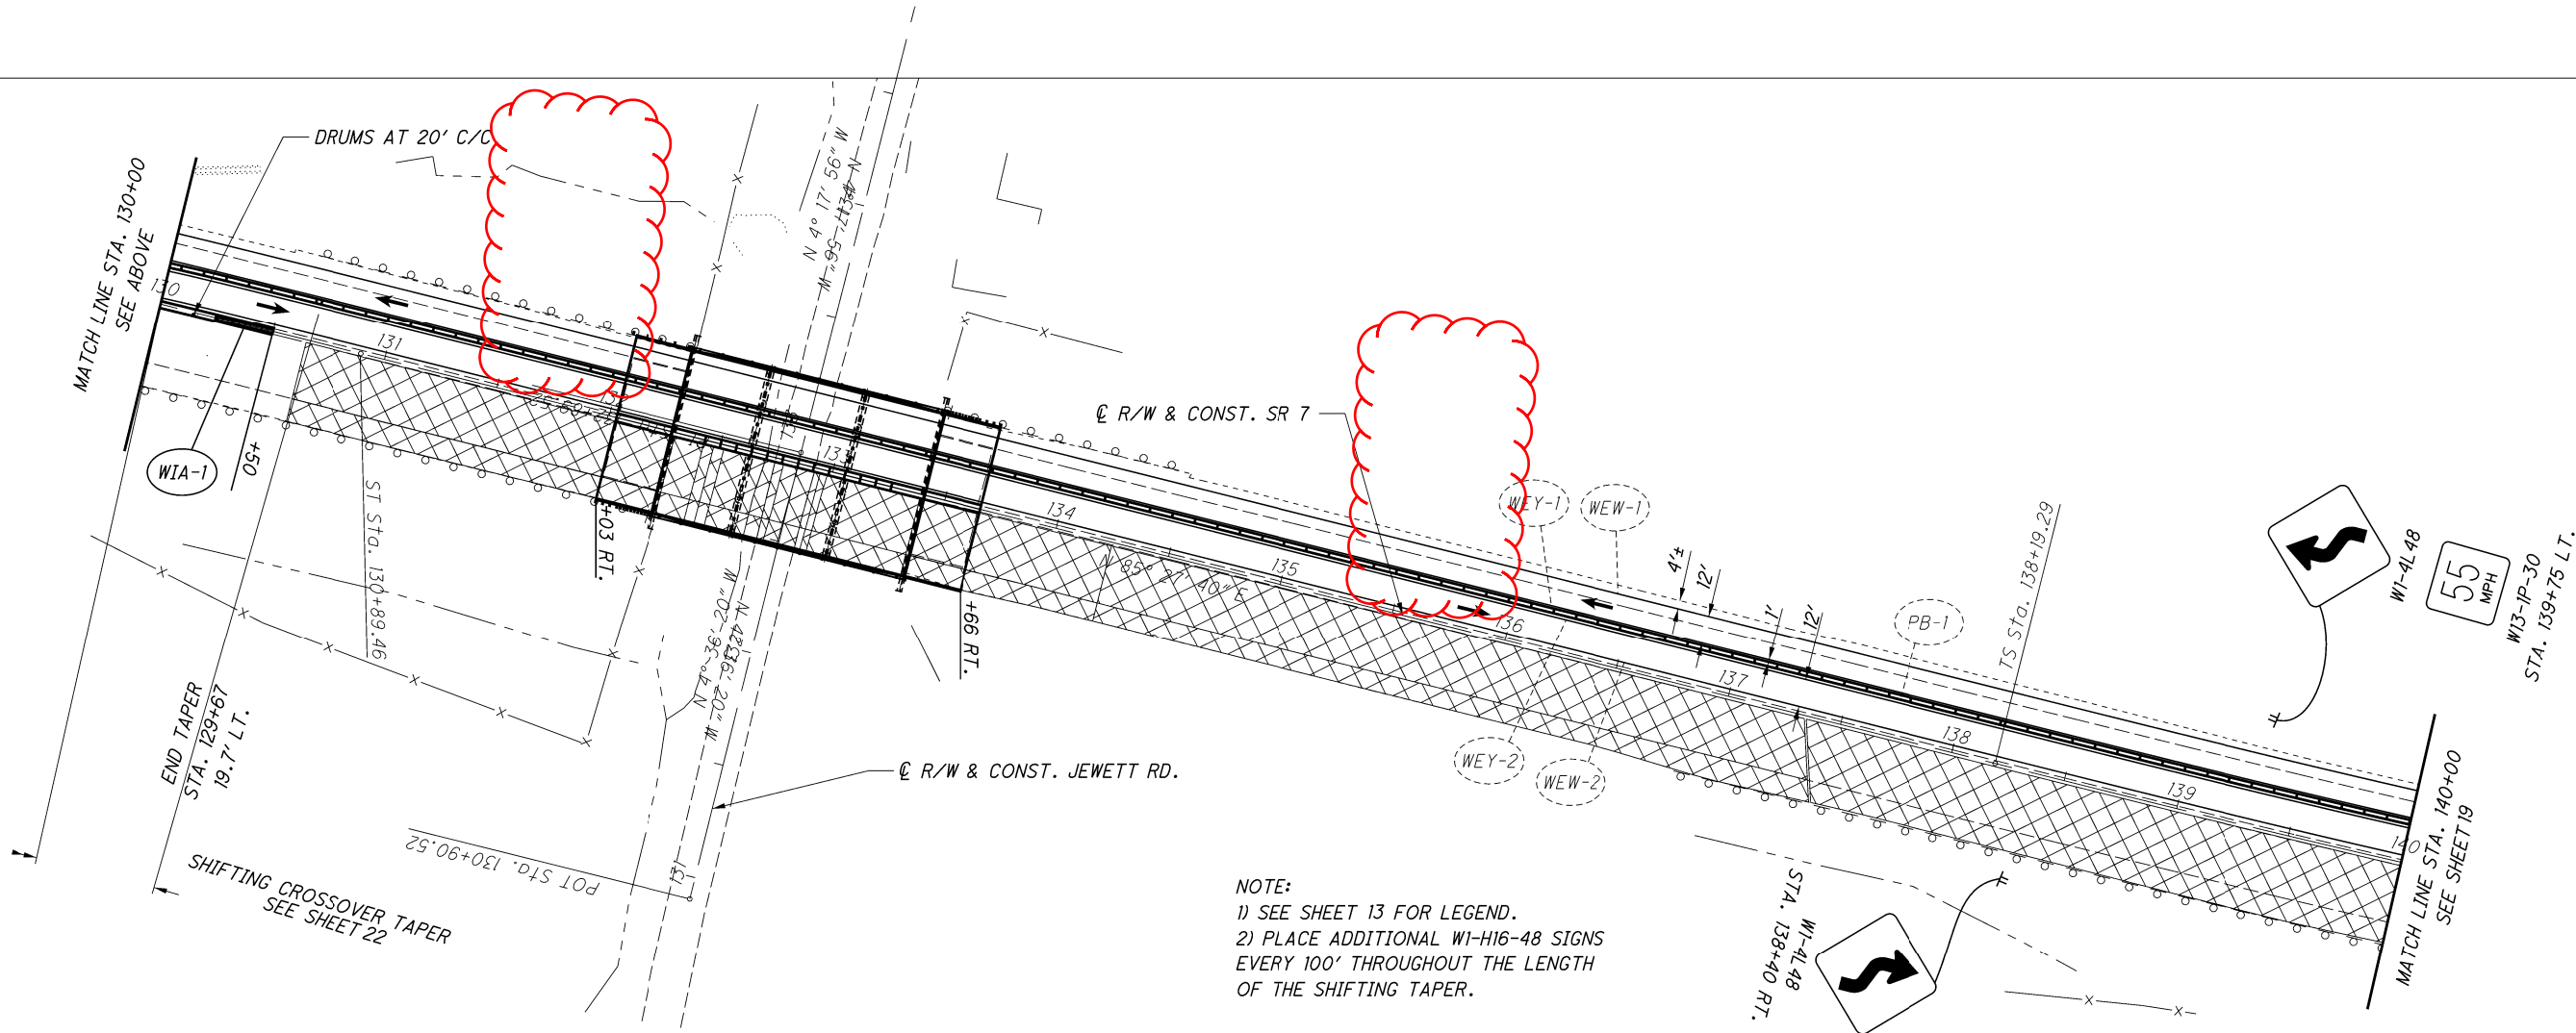 DRUMS AT 20' C/C
MATCH LINE STA. 130+00
SEE ABOVE
130
131
WIA-1
+50
ST Sta. 130+89.46
END TAPER
STA. 129+67
19.7' LT.
SHIFTING CROSSOVER TAPER
SEE SHEET 22
POT Sta. 130+90.52
N 4° 17' 56" W
+03 RT.
+66 RT.
133
134
N 85° 27' 40" E
135
136
137
138
139
140
℄ R/W & CONST. SR 7
℄ R/W & CONST. JEWETT RD.
WEY-1
WEW-1
WEY-2
WEW-2
4'±
12'
1'
12'
PB-1
TS Sta. 138+19.29
W1-4L48
55
MPH
W13-1P-30
STA. 139+75 LT.
W1-4L48
STA. 138+40 RT.
MATCH LINE STA. 140+00
SEE SHEET 19
NOTE:
1) SEE SHEET 13 FOR LEGEND.
2) PLACE ADDITIONAL W1-H16-48 SIGNS
EVERY 100' THROUGHOUT THE LENGTH
OF THE SHIFTING TAPER.